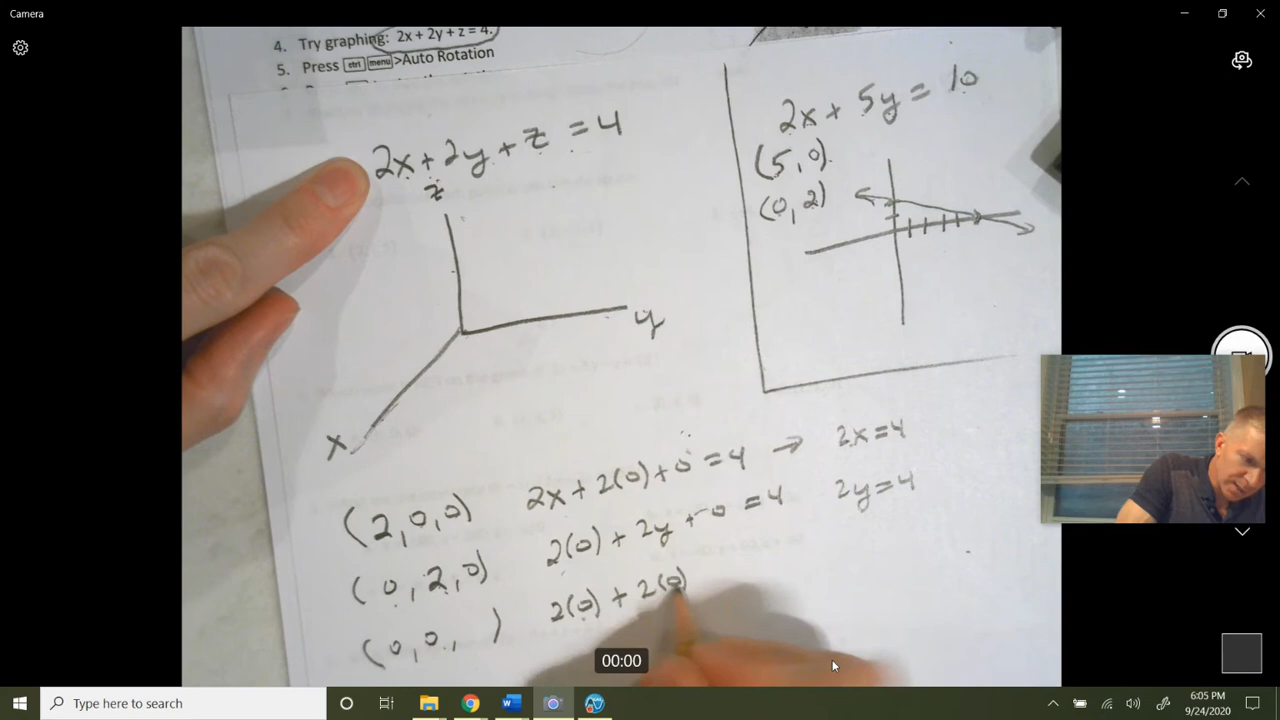 Camera
4. Try graphing: 2x + 2y + z = 4.
5. Press ctrl menu >Auto Rotation
2x + 2y + z = 4
z
y
x
2x + 5y = 10
(5, 0)
(0, 2)
(2, 0, 0) 2x + 2(0) + 0 = 4 → 2x = 4
(0, 2, 0) 2(0) + 2y + 0 = 4 2y = 4
(0, 0, ) 2(0) + 2(0)
00:00
Type here to search
6:05 PM
9/24/2020